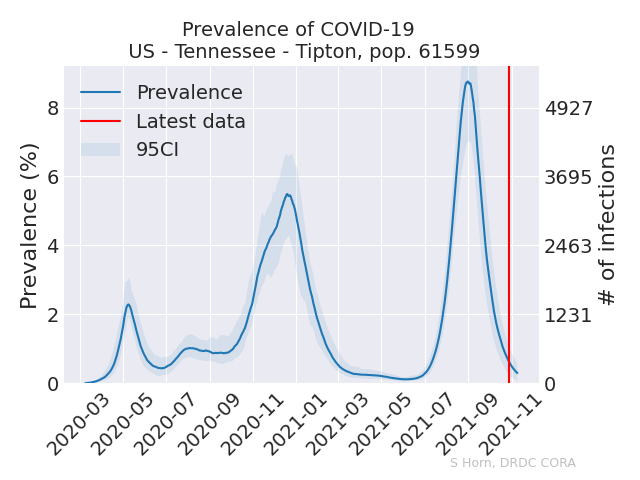 Prevalence of COVID-19
US - Tennessee - Tipton, pop. 61599
Prevalence
Latest data
95CI
Prevalence (%)
8
6
4
2
0
4927
3695
2463
1231
0
# of infections
2020-03
2020-05
2020-07
2020-09
2020-11
2021-01
2021-03
2021-05
2021-07
2021-09
2021-11
S Horn, DRDC CORA